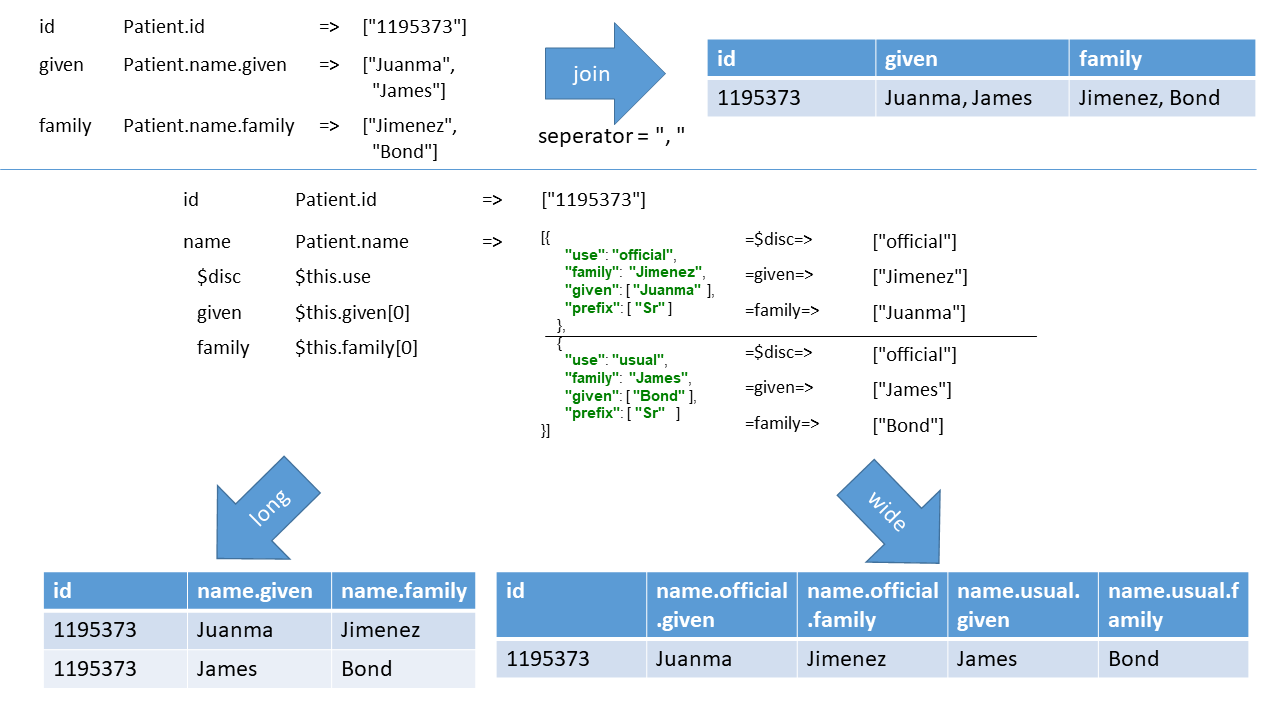 id Patient.id => ["1195373"]
given Patient.name.given => ["Juanma",
"James"]
family Patient.name.family => ["Jimenez",
"Bond"]
join
seperator = ", "
id given family
1195373 Juanma, James Jimenez, Bond
id Patient.id => ["1195373"]
name Patient.name =>
$disc $this.use
given $this.given[0]
family $this.family[0]
[{
"use": "official",
"family": "Jimenez",
"given": [ "Juanma" ],
"prefix": [ "Sr" ]
},
{
"use": "usual",
"family": "James",
"given": [ "Bond" ],
"prefix": [ "Sr" ]
}]
=$disc=> ["official"]
=given=> ["Jimenez"]
=family=> ["Juanma"]
=$disc=> ["official"]
=given=> ["James"]
=family=> ["Bond"]
long
wide
id name.given name.family
1195373 Juanma Jimenez
1195373 James Bond
id name.official name.official name.usual. name.usual.f
.given .family given amily
1195373 Juanma Jimenez James Bond